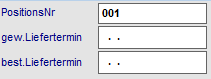 PositionsNr 001
gew.Liefertermin . .
best.Liefertermin . .